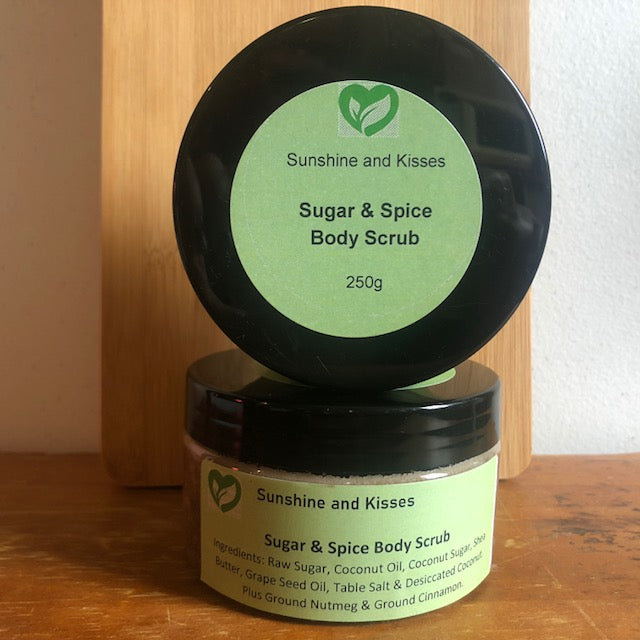 Sunshine and Kisses
Sugar & Spice
Body Scrub
250g
Sunshine and Kisses
Sugar & Spice Body Scrub
Ingredients: Raw Sugar, Coconut Oil, Coconut Sugar, Shea
Butter, Grape Seed Oil, Table Salt & Desiccated Coconut.
Plus Ground Nutmeg & Ground Cinnamon.